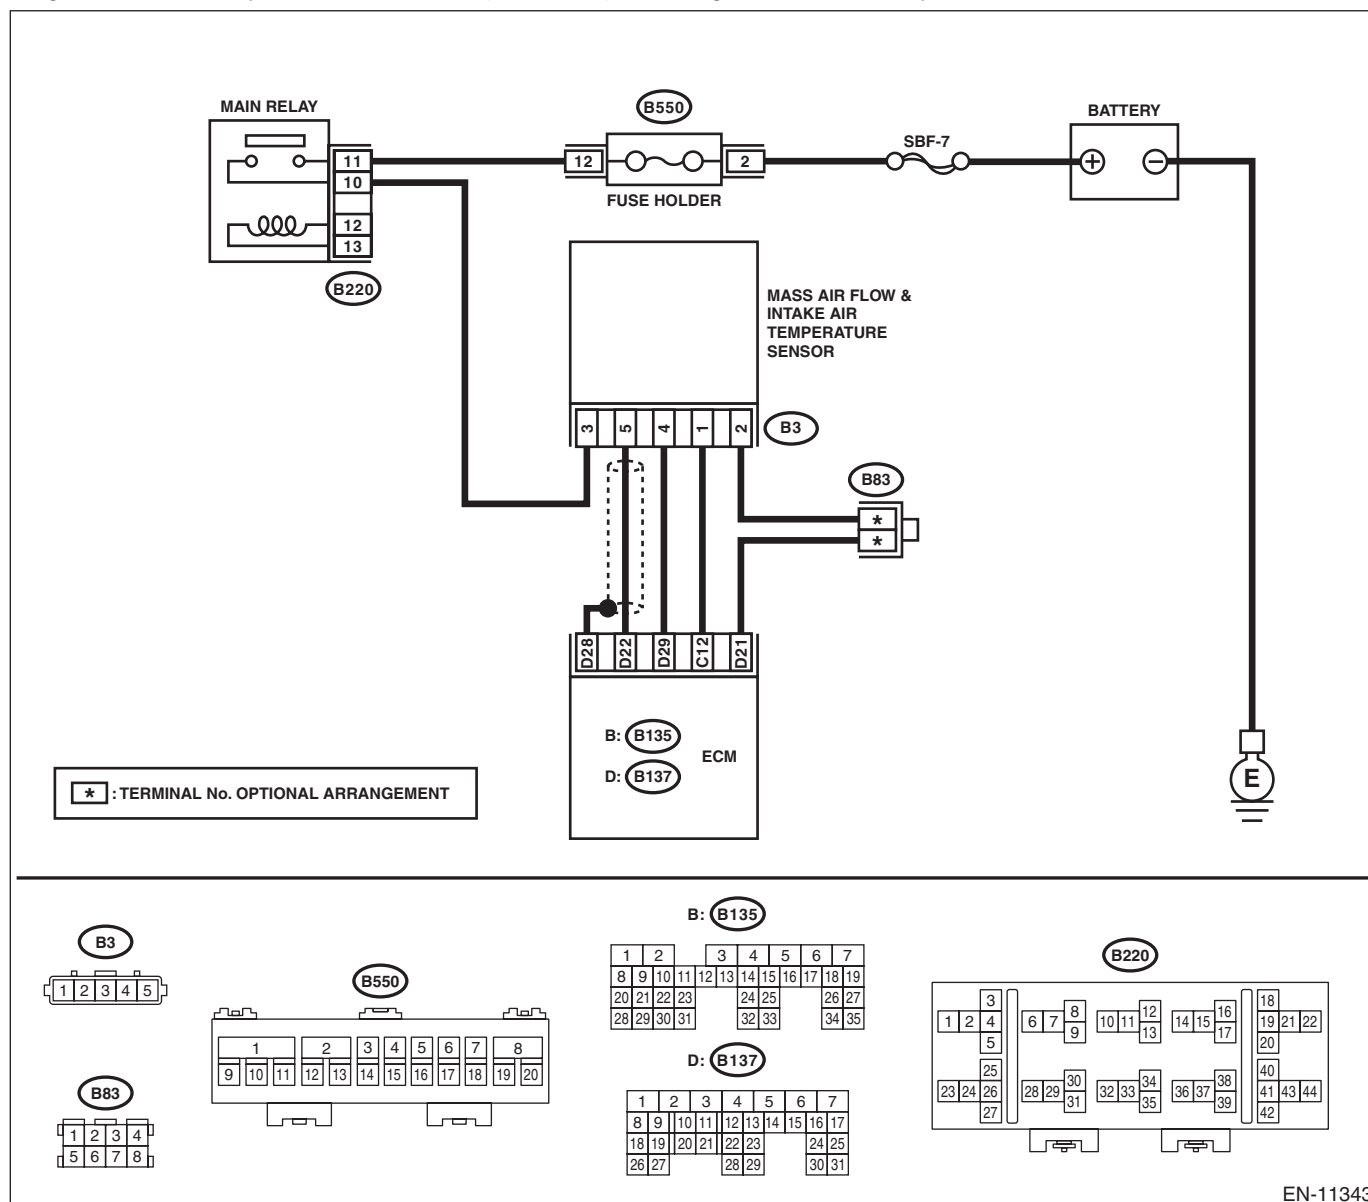 MAIN RELAY
B550
BATTERY
SBF-7
11
10
12
13
12
2
+
−
FUSE HOLDER
B220
MASS AIR FLOW &
INTAKE AIR
TEMPERATURE
SENSOR
3 5 4 1 2
B3
B83
*
*
D28 D22 D29 C12 D21
B: B135
ECM
D: B137
* : TERMINAL No. OPTIONAL ARRANGEMENT
E
B3
1 2 3 4 5
B83
1 2 3 4
5 6 7 8
B550
1 2 3 4 5 6 7 8
9 10 11 12 13 14 15 16 17 18 19 20
B: B135
1 2 3 4 5 6 7
8 9 10 11 12 13 14 15 16 17 18 19
20 21 22 23 24 25 26 27
28 29 30 31 32 33 34 35
D: B137
1 2 3 4 5 6 7
8 9 10 11 12 13 14 15 16 17
18 19 20 21 22 23 24 25
26 27 28 29 30 31
B220
3 8 12 16 18
1 2 4 6 7 10 11 14 15 19 21 22
5 9 13 17 20
25 30 34 38 40
23 24 26 28 29 32 33 36 37 41 43 44
27 31 35 39 42
EN-11343